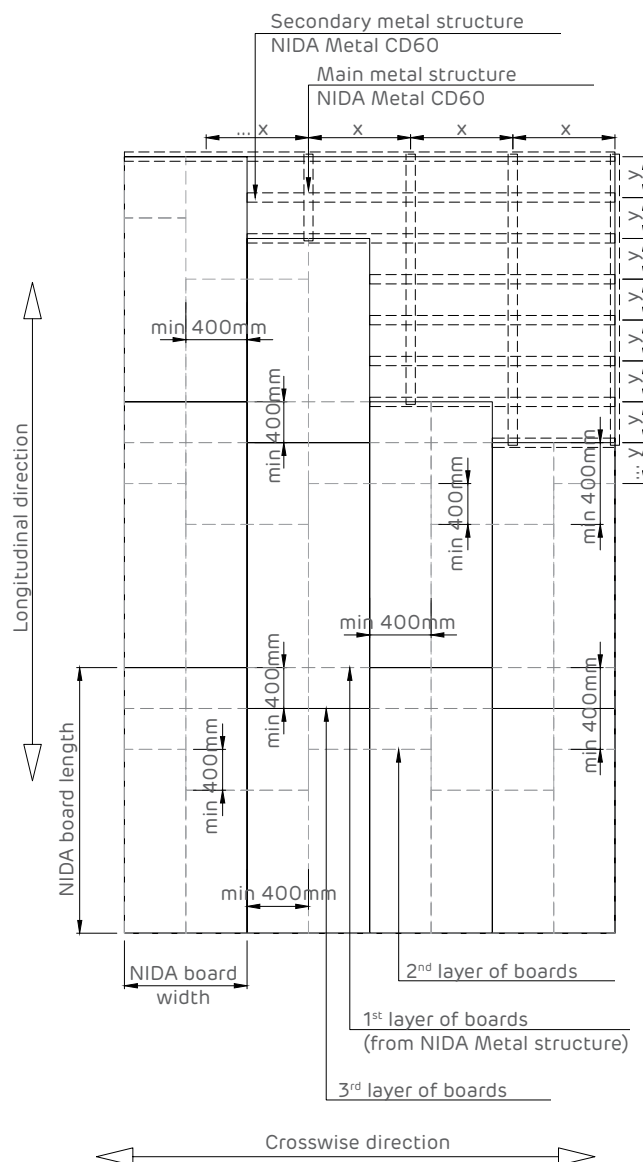 Secondary metal structure
NIDA Metal CD60
Main metal structure
NIDA Metal CD60
... x
x
x
x
y
y
y
y
y
y
y
y
...
Longitudinal direction
min 400mm
min 400mm
min 400mm
min 400mm
min 400mm
min 400mm
min 400mm
min 400mm
min 400mm
NIDA board length
NIDA board
width
2nd layer of boards
1st layer of boards
(from NIDA Metal structure)
3rd layer of boards
Crosswise direction